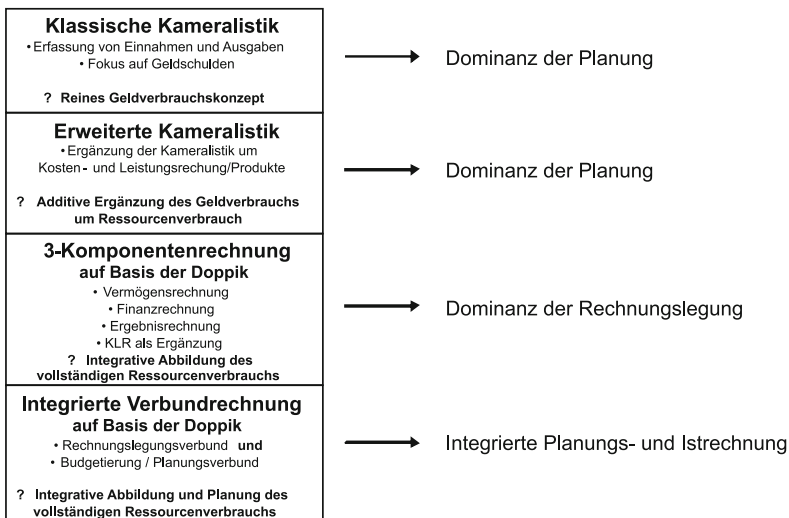 Klassische Kameralistik
• Erfassung von Einnahmen und Ausgaben
• Fokus auf Geldschulden
? Reines Geldverbrauchskonzept
Dominanz der Planung
Erweiterte Kameralistik
• Ergänzung der Kameralistik um
Kosten- und Leistungsrechung/Produkte
? Additive Ergänzung des Geldverbrauchs
um Ressourcenverbrauch
Dominanz der Planung
3-Komponentenrechnung
auf Basis der Doppik
• Vermögensrechnung
• Finanzrechnung
• Ergebnisrechnung
• KLR als Ergänzung
? Integrative Abbildung des
vollständigen Ressourcenverbrauchs
Dominanz der Rechnungslegung
Integrierte Verbundrechnung
auf Basis der Doppik
• Rechnungslegungsverbund und
• Budgetierung / Planungsverbund
? Integrative Abbildung und Planung des
vollständigen Ressourcenverbrauchs
Integrierte Planungs- und Istrechnung